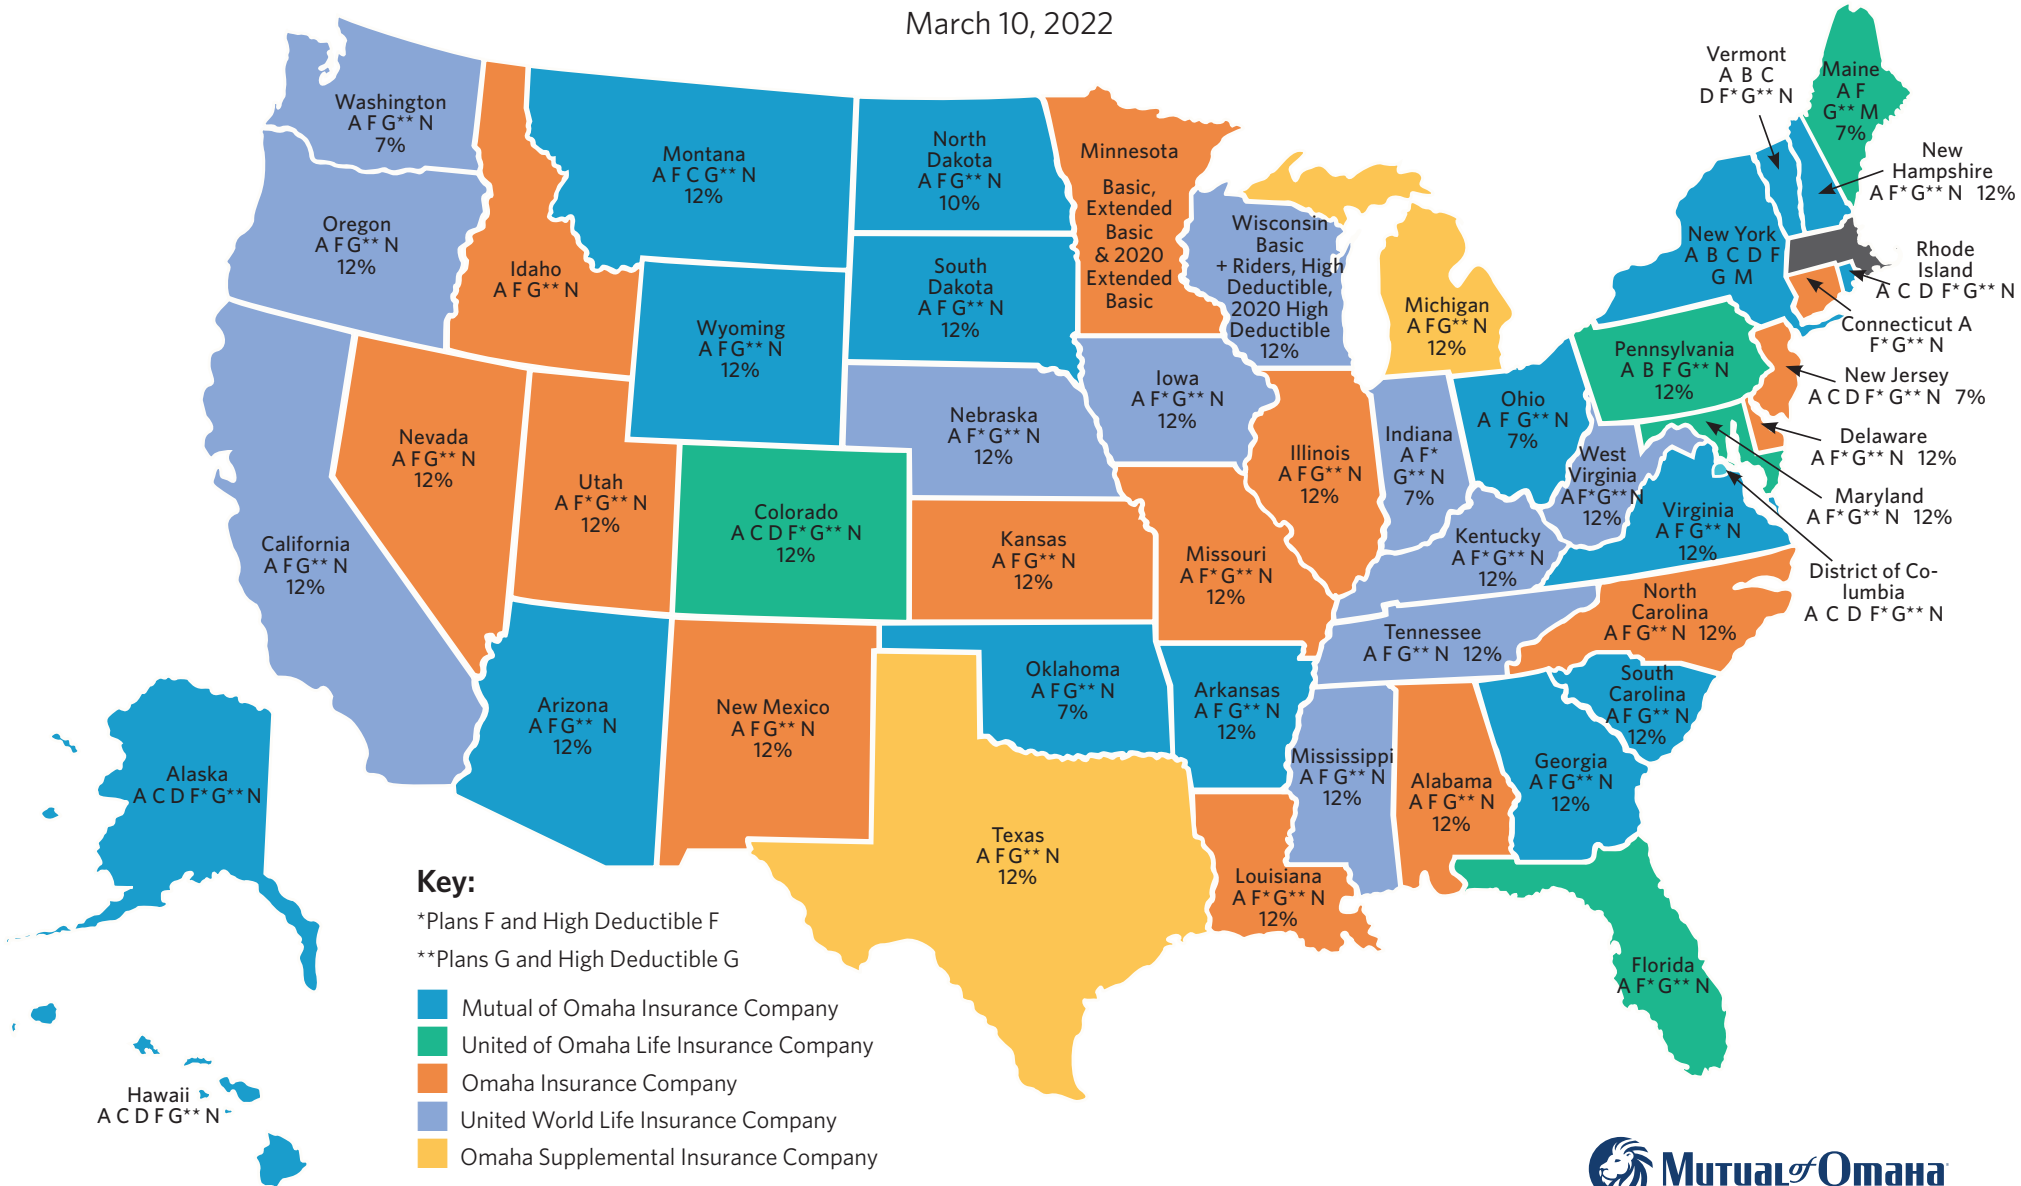 March 10, 2022
Washington
A F G** N
7%
Oregon
A F G** N
12%
California
A F G** N
12%
Idaho
A F G** N
Nevada
A F G** N
12%
Utah
A F* G** N
12%
Arizona
A F G** N
12%
Montana
A F C G** N
12%
Wyoming
A F G** N
12%
Colorado
A C D F* G** N
12%
New Mexico
A F G** N
12%
North
Dakota
A F G** N
10%
South
Dakota
A F G** N
12%
Nebraska
A F* G** N
12%
Kansas
A F G** N
12%
Oklahoma
A F G** N
7%
Texas
A F G** N
12%
Minnesota
Basic,
Extended
Basic
& 2020
Extended
Basic
Iowa
A F* G** N
12%
Missouri
A F* G** N
12%
Arkansas
A F G** N
12%
Louisiana
A F* G** N
12%
Wisconsin
Basic
+ Riders, High
Deductible,
2020 High
Deductible
12%
Illinois
A F G** N
12%
Michigan
A F G** N
12%
Indiana
A F*
G** N
7%
Ohio
A F G** N
7%
Kentucky
A F* G** N
12%
Tennessee
A F G** N 12%
Mississippi
A F G** N
12%
Alabama
A F G** N
12%
Georgia
A F G** N
12%
Florida
A F* G** N
South
Carolina
A F G** N
12%
North
Carolina
A F G** N 12%
Virginia
A F G** N
12%
West
Virginia
A F* G** N
12%
Pennsylvania
A B F G** N
12%
New York
A B C D F
G M
Vermont
A B C
D F* G** N
Maine
A F
G** M
7%
New
Hampshire
A F* G** N 12%
Rhode
Island
A C D F* G** N
Connecticut A
F* G** N
New Jersey
A C D F* G** N 7%
Delaware
A F* G** N 12%
Maryland
A F* G** N 12%
District of Co-
lumbia
A C D F* G** N
Alaska
A C D F* G** N
Hawaii
A C D F G** N
Key:
*Plans F and High Deductible F
**Plans G and High Deductible G
Mutual of Omaha Insurance Company
United of Omaha Life Insurance Company
Omaha Insurance Company
United World Life Insurance Company
Omaha Supplemental Insurance Company
Mutual of Omaha